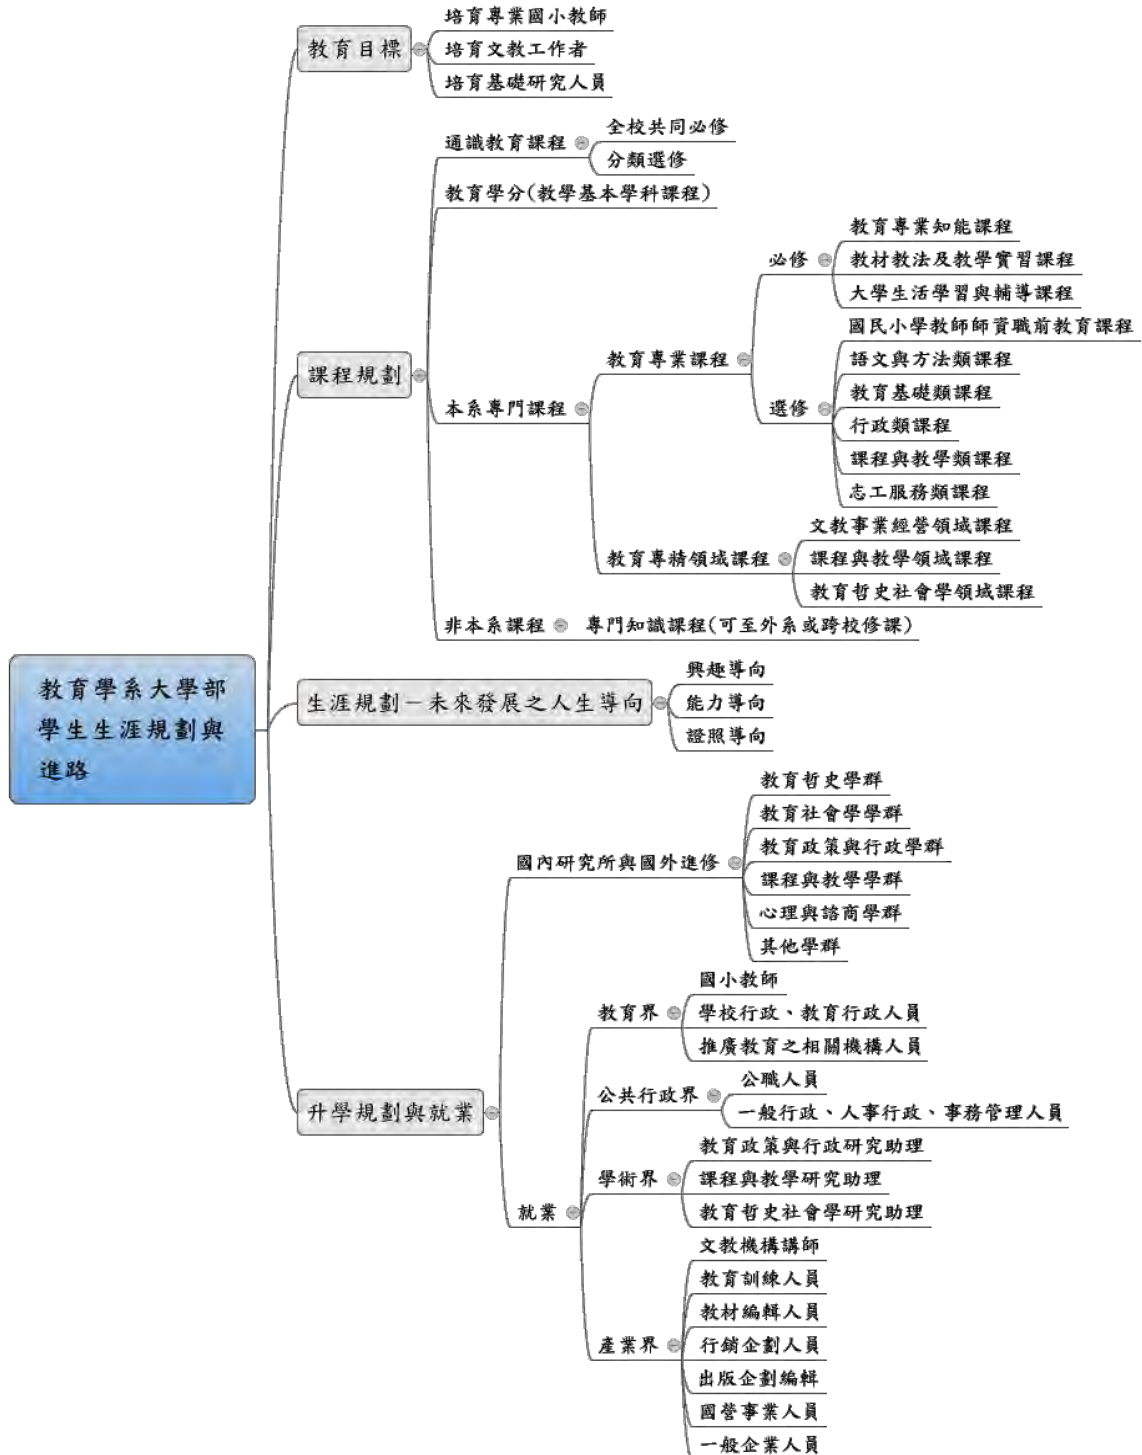 教育學系大學部
學生生涯規劃與
進路
教育目標
培育專業國小教師
培育文教工作者
培育基礎研究人員
課程規劃
通識教育課程
全校共同必修
分類選修
教育學分(教學基本學科課程)
本系專門課程
教育專業課程
必修
教育專業知能課程
教材教法及教學實習課程
大學生活學習與輔導課程
選修
國民小學教師師資職前教育課程
語文與方法類課程
教育基礎類課程
行政類課程
課程與教學類課程
志工服務類課程
教育專精領域課程
文教事業經營領域課程
課程與教學領域課程
教育哲史社會學領域課程
非本系課程
專門知識課程(可至外系或跨校修課)
生涯規劃－未來發展之人生導向
興趣導向
能力導向
證照導向
升學規劃與就業
國內研究所與國外進修
教育哲史學群
教育社會學學群
教育政策與行政學群
課程與教學學群
心理與諮商學群
其他學群
就業
教育界
國小教師
學校行政、教育行政人員
推廣教育之相關機構人員
公共行政界
公職人員
一般行政、人事行政、事務管理人員
學術界
教育政策與行政研究助理
課程與教學研究助理
教育哲史社會學研究助理
產業界
文教機構講師
教育訓練人員
教材編輯人員
行銷企劃人員
出版企劃編輯
國營事業人員
一般企業人員